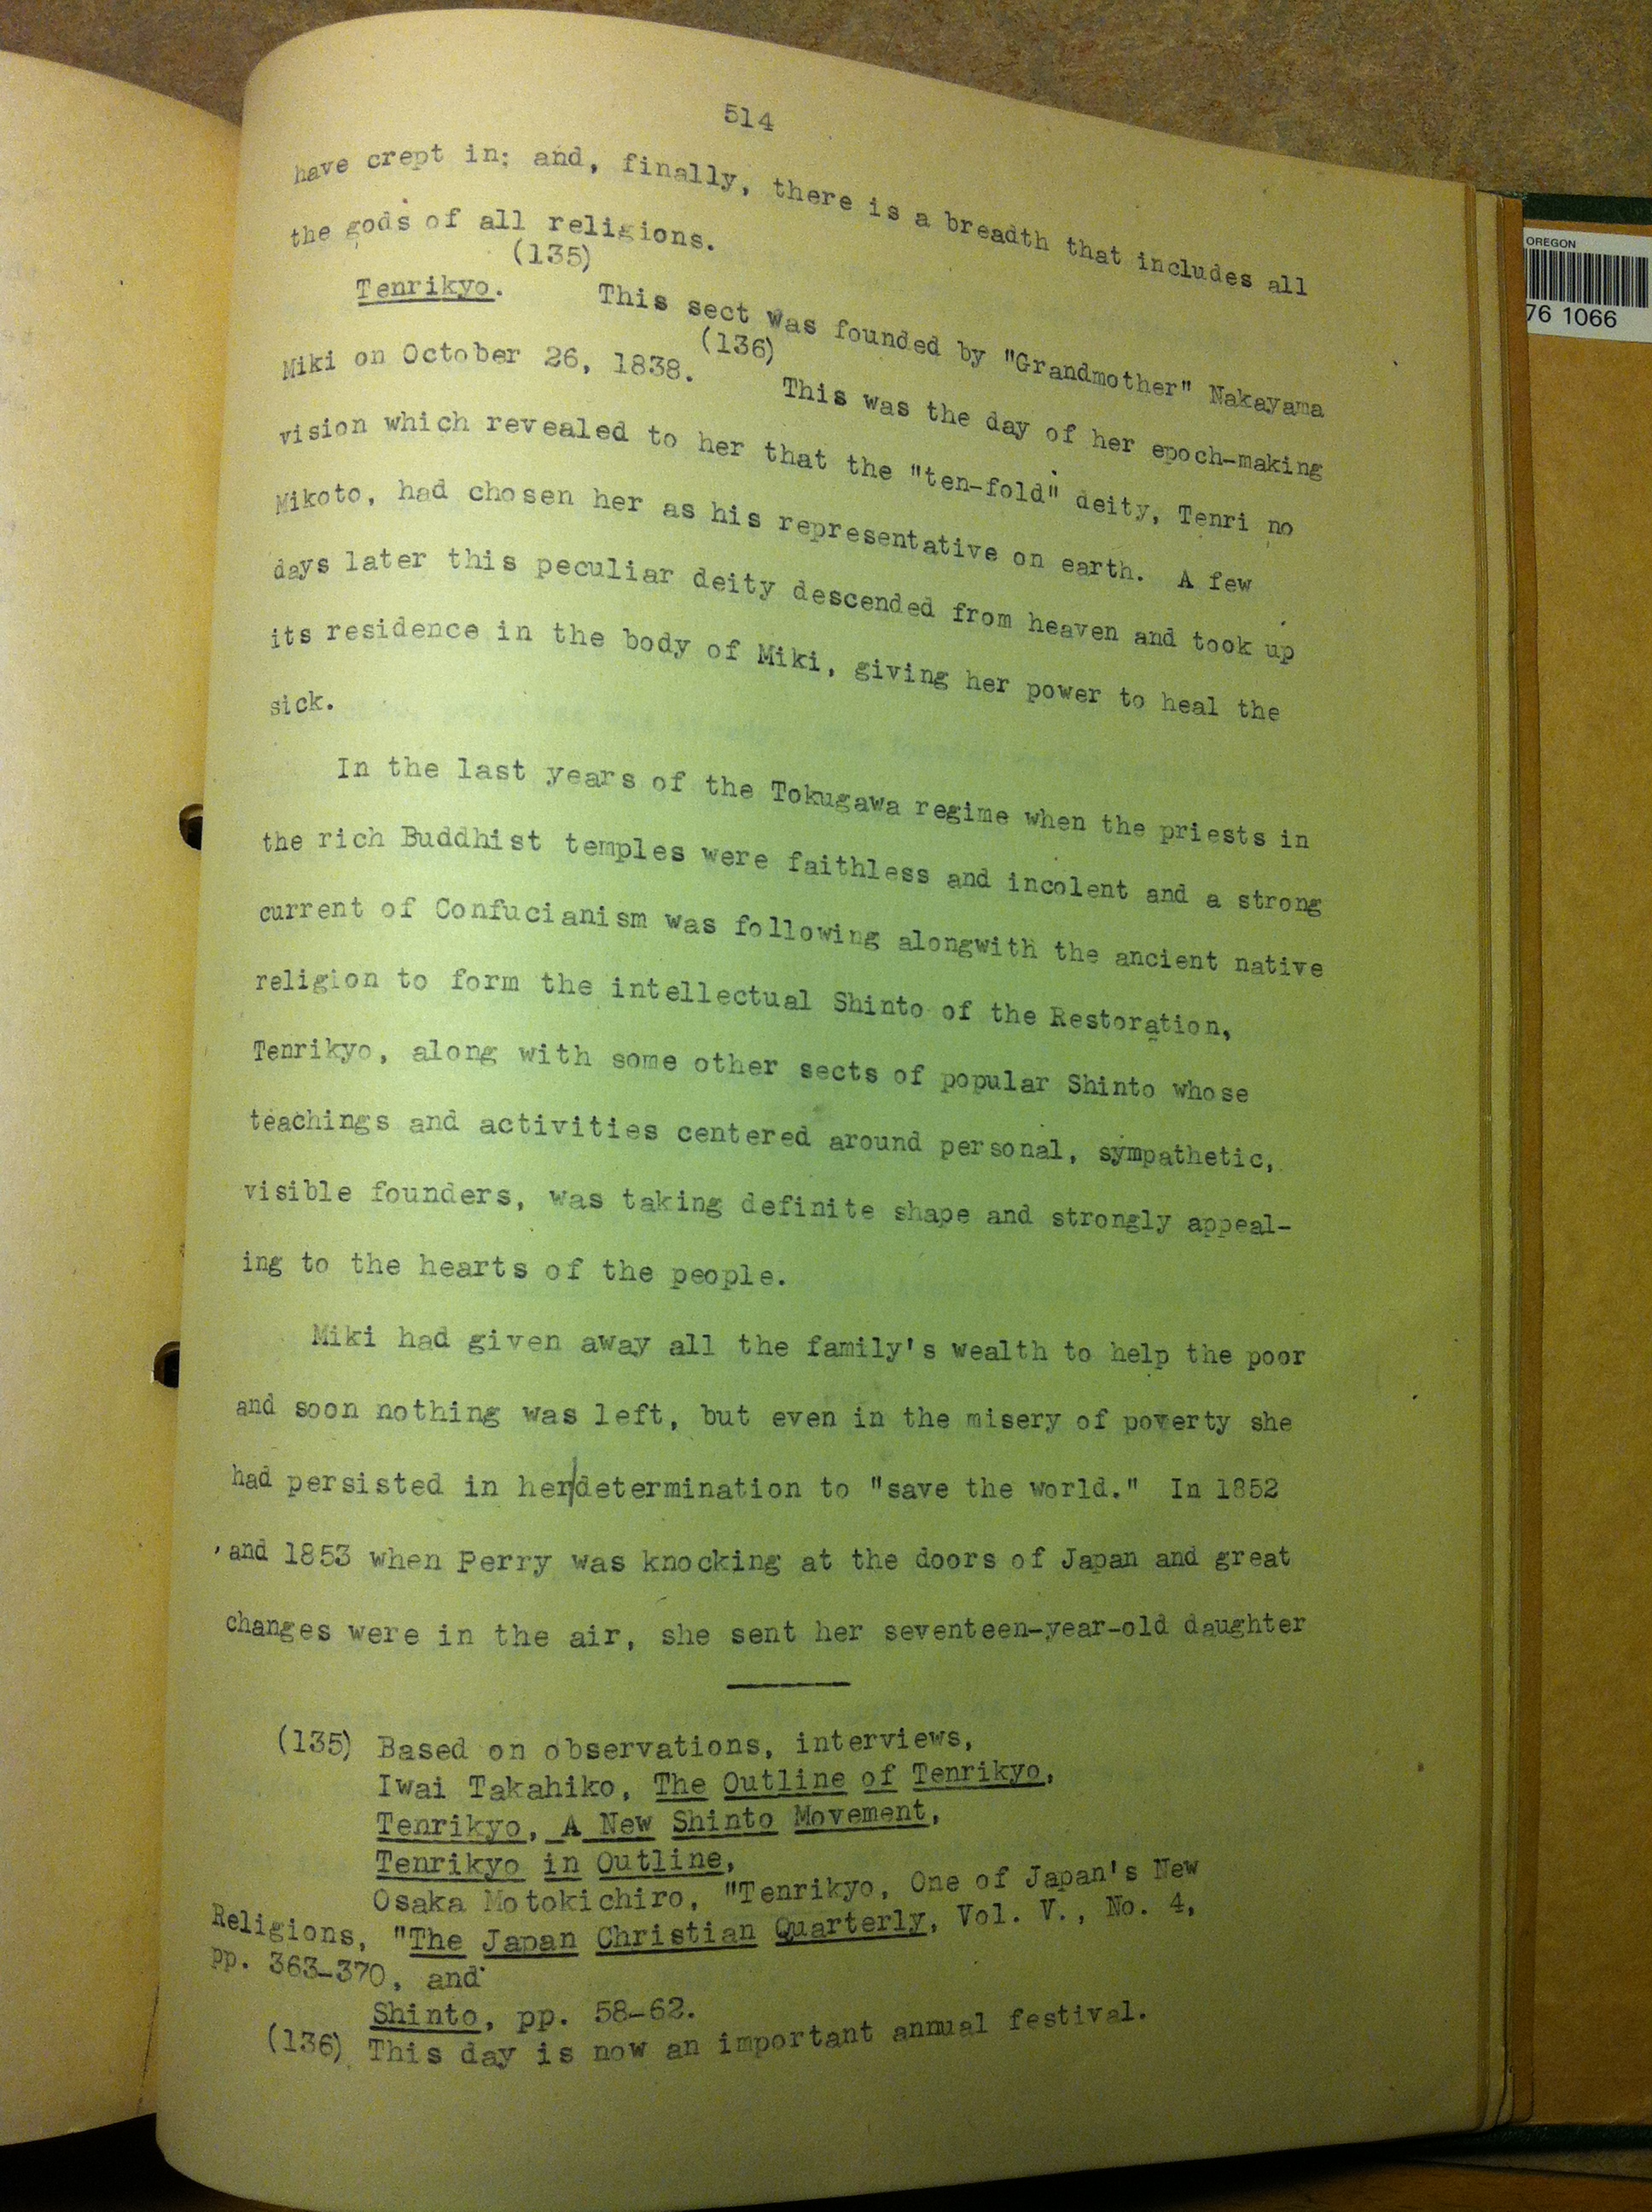 514
have crept in; and, finally, there is a breadth that includes all
the gods of all religions.
(135)
Tenrikyo. This sect was founded by "Grandmother" Nakayama
(136)
Miki on October 26, 1838. This was the day of her epoch-making
vision which revealed to her that the "ten-fold" deity, Tenri no
Mikoto, had chosen her as his representative on earth. A few
days later this peculiar deity descended from heaven and took up
its residence in the body of Miki, giving her power to heal the
sick.
In the last years of the Tokugawa regime when the priests in
the rich Buddhist temples were faithless and incolent and a strong
current of Confucianism was following alongwith the ancient native
religion to form the intellectual Shinto of the Restoration,
Tenrikyo, along with some other sects of popular Shinto whose
teachings and activities centered around personal, sympathetic,
visible founders, was taking definite shape and strongly appeal-
ing to the hearts of the people.
Miki had given away all the family's wealth to help the poor
and soon nothing was left, but even in the misery of poverty she
had persisted in her/determination to "save the world." In 1852
and 1853 when Perry was knocking at the doors of Japan and great
changes were in the air, she sent her seventeen-year-old daughter
(135) Based on observations, interviews,
Iwai Takahiko, The Outline of Tenrikyo,
Tenrikyo, A New Shinto Movement,
Tenrikyo in Outline,
Osaka Motokichiro, "Tenrikyo, One of Japan's New
Religions, "The Japan Christian Quarterly, Vol. V., No. 4,
pp. 363-370, and
Shinto, pp. 58-62.
(136) This day is now an important annual festival.
OREGON
76 1066